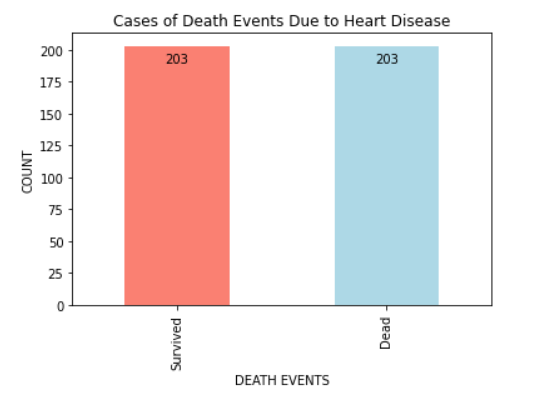 Cases of Death Events Due to Heart Disease
200
175
150
125
100
75
50
25
0
COUNT
203
203
Survived
Dead
DEATH EVENTS